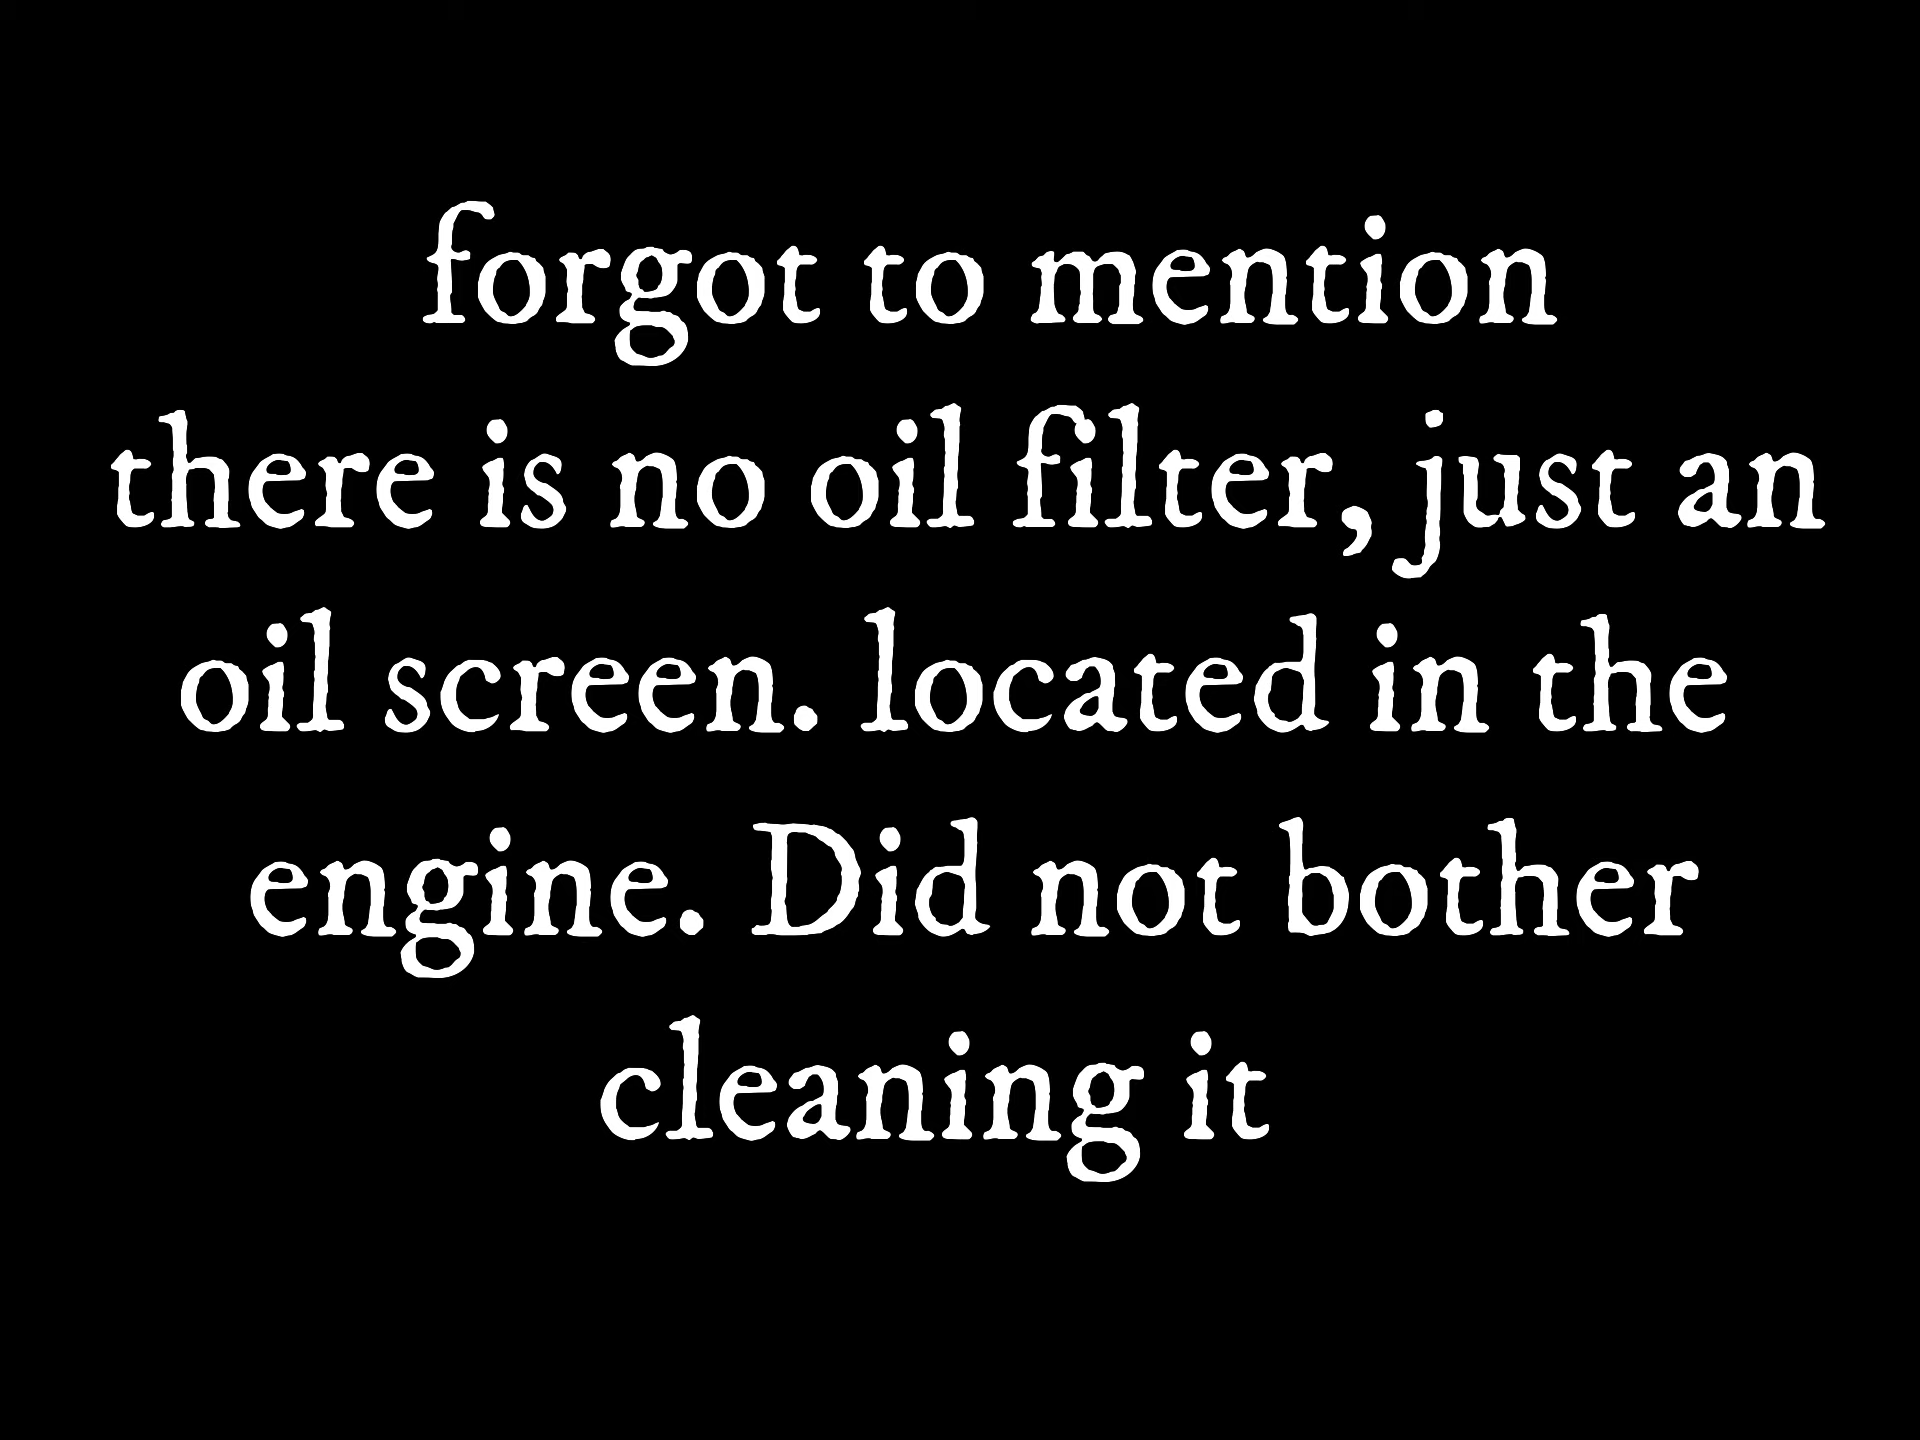 forgot to mention
there is no oil filter, just an
oil screen. located in the
engine. Did not bother
cleaning it